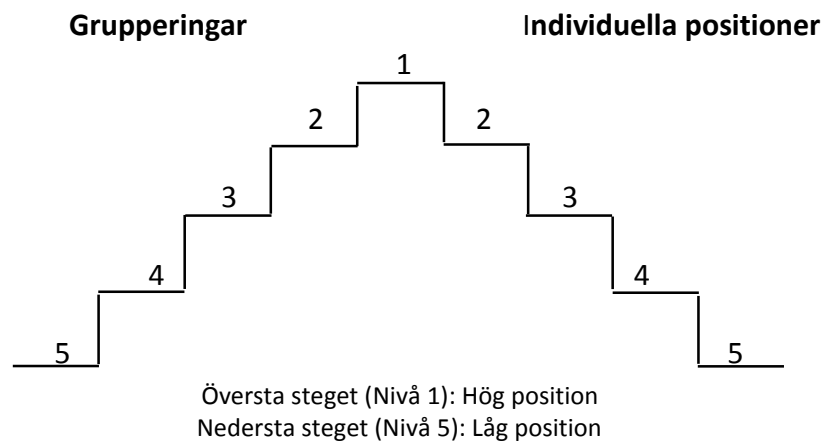 Grupperingar Individuella positioner
1
2 2
3 3
4 4
5 5
Översta steget (Nivå 1): Hög position
Nedersta steget (Nivå 5): Låg position